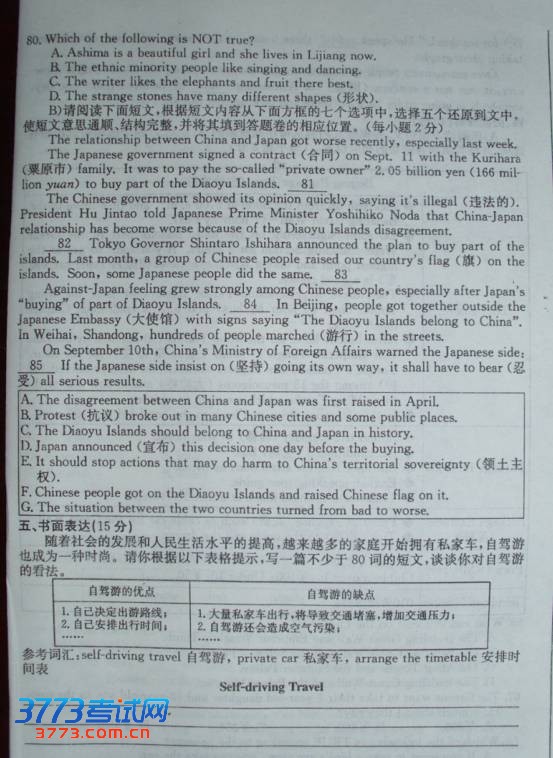 80. Which of the following is NOT true?
A. Ashima is a beautiful girl and she lives in Lijiang now.
B. The ethnic minority people like singing and dancing.
C. The writer likes the elephants and fruit there best.
D. The strange stones have many different shapes (形状).
B)请阅读下面短文,根据短文内容从下面方框的七个选项中,选择五个还原到文中,
使短文意思通顺、结构完整,并将其填到答题卷的相应位置。(每小题2分)
The relationship between China and Japan got worse recently, especially last week.
The Japanese government signed a contract (合同) on Sept. 11 with the Kurihara
(粟原市) family. It was to pay the so-called "private owner" 2.05 billion yen (166 mil-
lion yuan) to buy part of the Diaoyu Islands. 81
The Chinese government showed its opinion quickly, saying it's illegal (违法的).
President Hu Jintao told Japanese Prime Minister Yoshihiko Noda that China-Japan
relationship has become worse because of the Diaoyu Islands disagreement.
82 Tokyo Governor Shintaro Ishihara announced the plan to buy part of the
islands. Last month, a group of Chinese people raised our country's flag (旗) on the
islands. Soon, some Japanese people did the same. 83
Against-Japan feeling grew strongly among Chinese people, especially after Japan's
"buying" of part of Diaoyu Islands. 84 In Beijing, people got together outside the
Japanese Embassy (大使馆) with signs saying "The Diaoyu Islands belong to China".
In Weihai, Shandong, hundreds of people marched (游行) in the streets.
On September 10th, China's Ministry of Foreign Affairs warned the Japanese side:
85 If the Japanese side insist on (坚持) going its own way, it shall have to bear (忍
受) all serious results.
A. The disagreement between China and Japan was first raised in April.
B. Protest (抗议) broke out in many Chinese cities and some public places.
C. The Diaoyu Islands should belong to China and Japan in history.
D. Japan announced (宣布) this decision one day before the buying.
E. It should stop actions that may do harm to China's territorial sovereignty (领土主
权).
F. Chinese people got on the Diaoyu Islands and raised Chinese flag on it.
G. The situation between the two countries turned from bad to worse.
五、书面表达(15分)
随着社会的发展和人民生活水平的提高,越来越多的家庭开始拥有私家车,自驾游
也成为一种时尚。请你根据以下表格提示,写一篇不少于80词的短文,谈谈你对自驾游
的看法。
自驾游的优点 自驾游的缺点
1. 自己决定出游路线; 1. 大量私家车出行,将导致交通堵塞,增加交通压力;
2. 自己安排出行时间; 2. 自驾游还会造成空气污染;
…… ……
参考词汇:self-driving travel 自驾游, private car 私家车, arrange the timetable 安排时
间表
Self-driving Travel
3773考试网
3773.com.cn